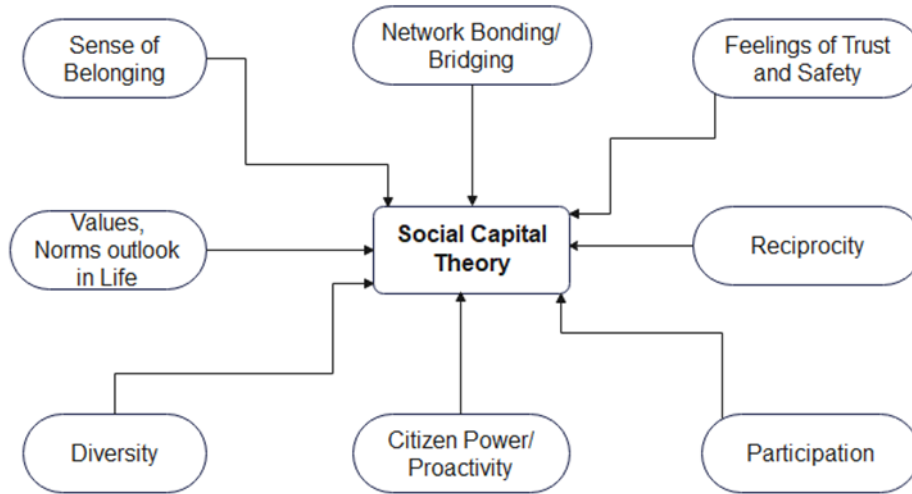 Sense of
Belonging
Network Bonding/
Bridging
Feelings of Trust
and Safety
Values,
Norms outlook
in Life
Social Capital
Theory
Reciprocity
Diversity
Citizen Power/
Proactivity
Participation